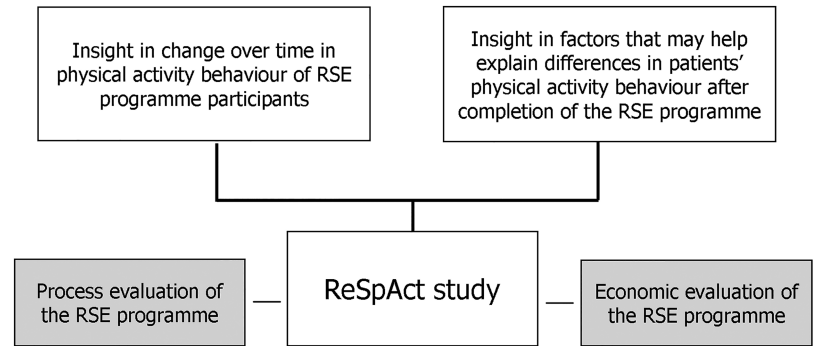 Insight in change over time in
physical activity behaviour of RSE
programme participants
Insight in factors that may help
explain differences in patients’
physical activity behaviour after
completion of the RSE programme
Process evaluation of
the RSE programme
ReSpAct study
Economic evaluation of
the RSE programme